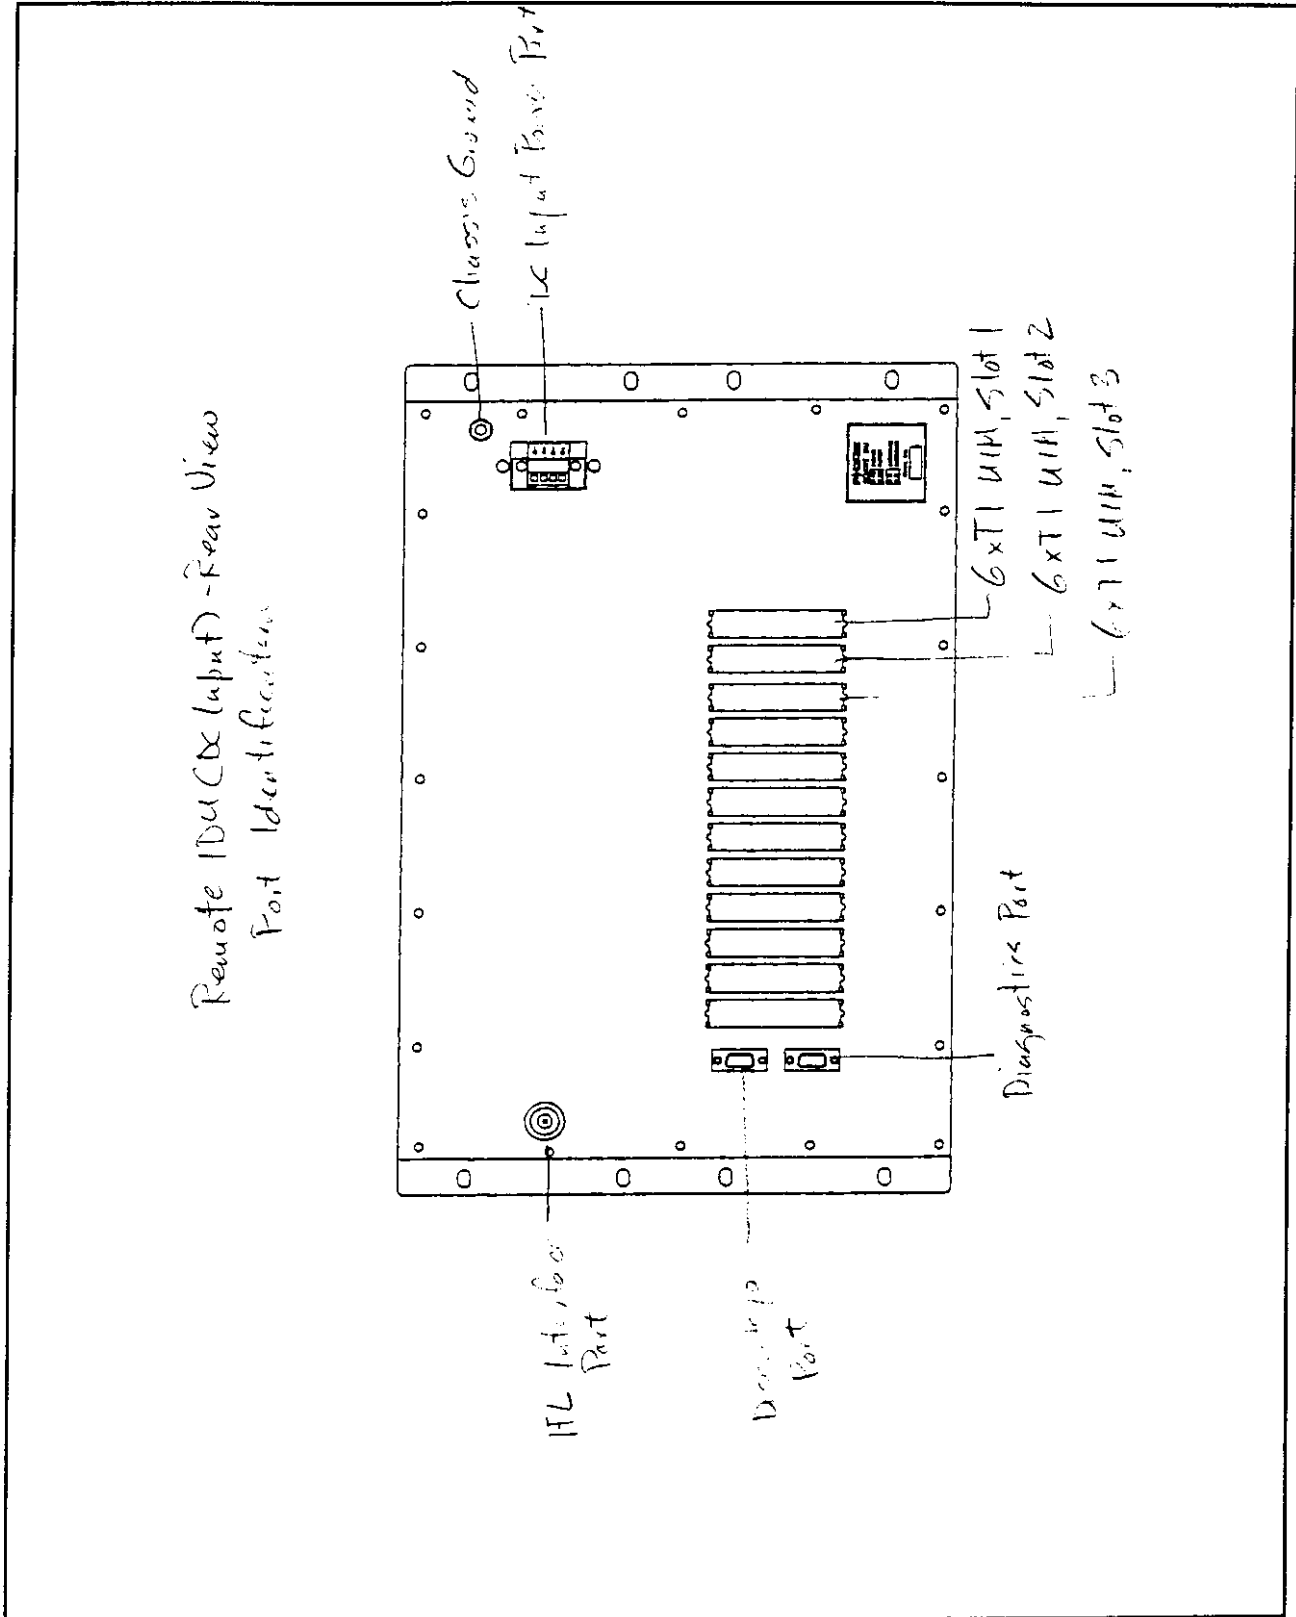 Remote IDU (DC Input) - Rear View
Port Identification
Chassis Ground
DC Input Power Port
6xT1 UIM, Slot 1
6xT1 UIM, Slot 2
6xT1 UIM, Slot 3
Diagnostics Port
Port
IFL Interface
Port